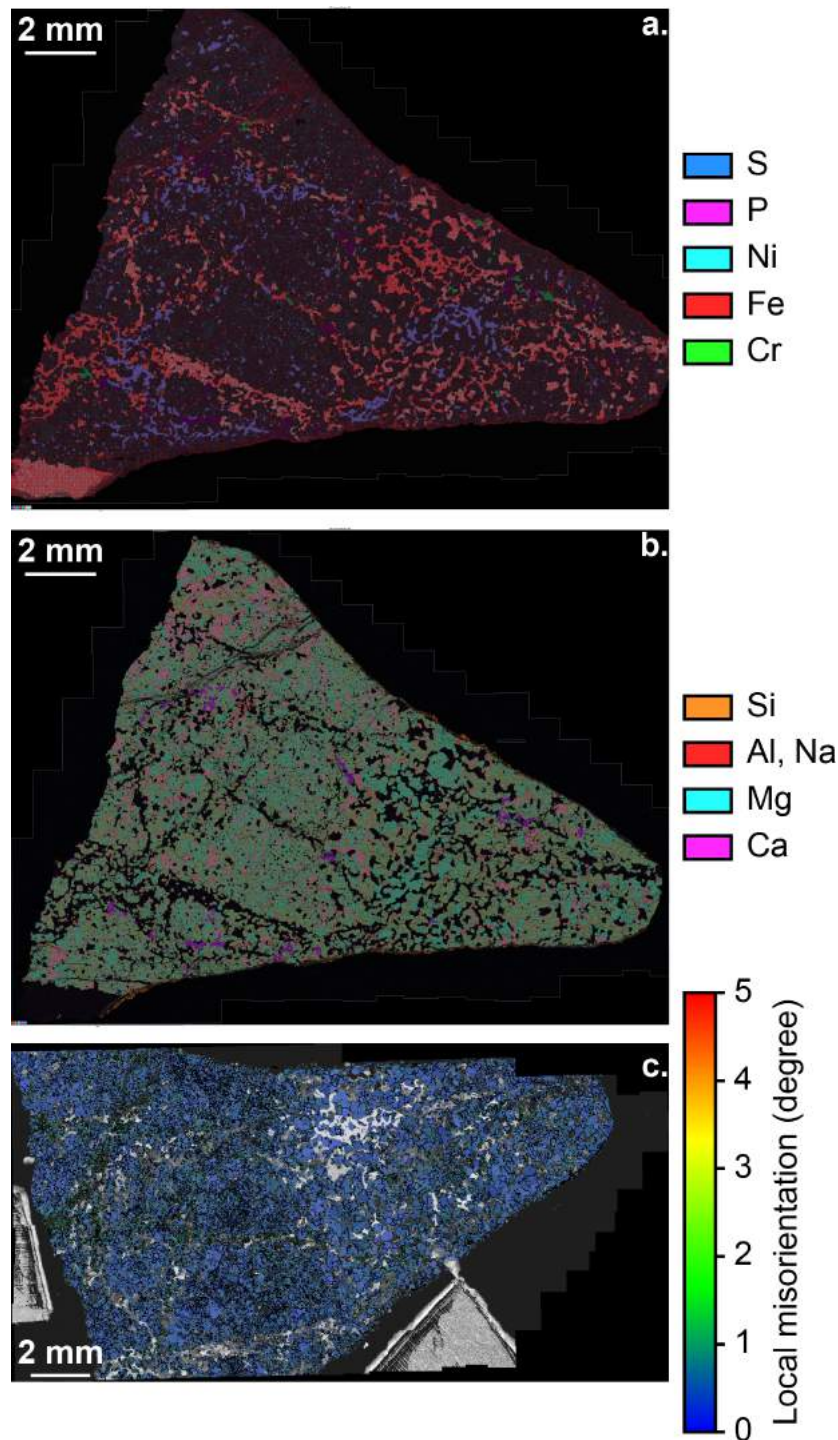 2 mm
a.
S
P
Ni
Fe
Cr
2 mm
b.
Si
Al, Na
Mg
Ca
c.
2 mm
5
4
3
2
1
0
Local misorientation (degree)